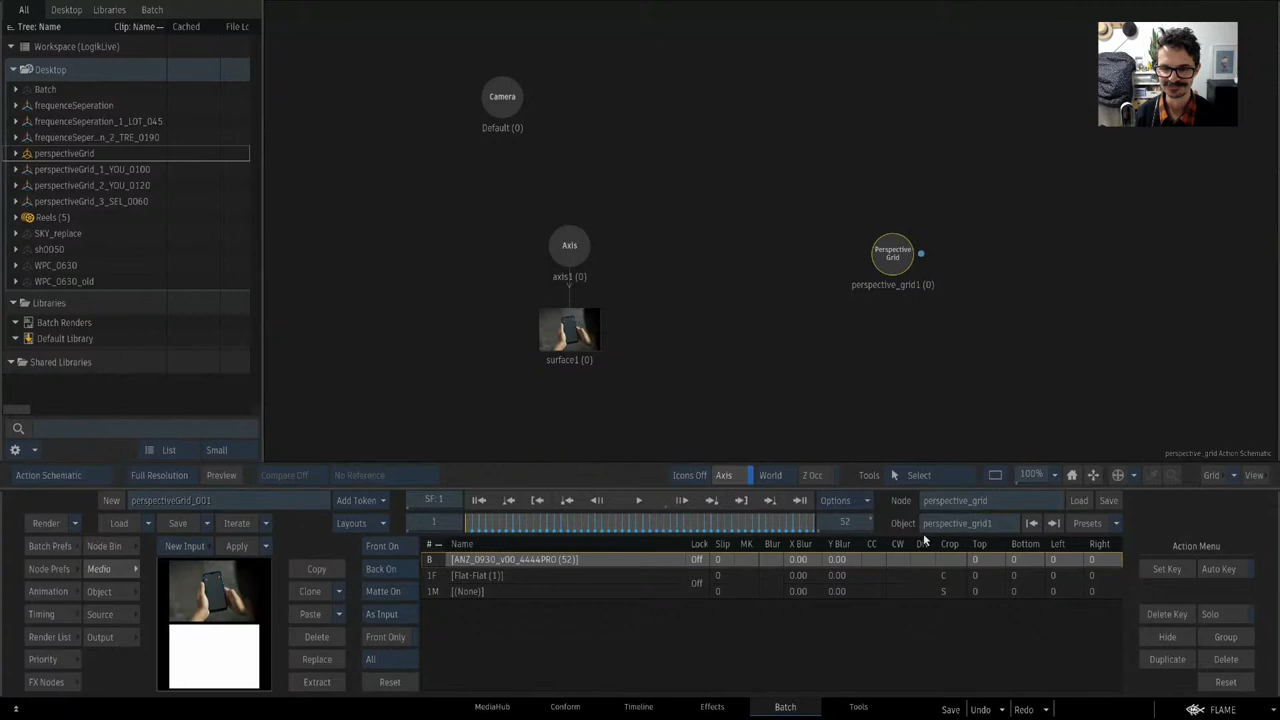 All Desktop Libraries Batch
Tree: Name Clip: Name Cached File Lc
Workspace (LogikLive)
Desktop
Batch
frequenceSeperation
frequenceSeperation_1_LOT_045
frequenceSeper...n_2_TRE_0190
perspectiveGrid
perspectiveGrid_1_YOU_0100
perspectiveGrid_2_YOU_0120
perspectiveGrid_3_SEL_0060
Reels (5)
SKY_replace
sh0050
WPC_0630
WPC_0630_old
Libraries
Batch Renders
Default Library
Shared Libraries
List Small
Camera
Default (0)
Axis
axis1 (0)
surface1 (0)
Perspective
Grid
perspective_grid1 (0)
perspective_grid Action Schematic
Action Schematic Full Resolution Preview Compare Off No Reference Icons Off Axis World Z Occ Tools Select 100% Grid View
New perspectiveGrid_001 Add Token SF: 1 Options Node perspective_grid Load Save
Render Load Save Iterate Layouts 1 52 Object perspective_grid1 Presets
Batch Prefs Node Bin New Input Apply Front On # Name Lock Slip MK Blur X Blur Y Blur CC CW Crop Top Bottom Left Right Action Menu
B [ANZ_0930_v00_4444PRO (52)] Off 0 0.00 0.00 0 0 0 0
Node Prefs Media Copy Back On 1F [Flat-Flat (1)] Off 0 0.00 0.00 C 0 0 0 0 Set Key Auto Key
Animation Object Clone Matte On 1M [(None)] 0 0.00 0.00 S 0 0 0 0
Timing Source Paste As Input Delete Key Solo
Render List Output Delete Front Only Hide Group
Priority Replace All Duplicate Delete
FX Nodes Extract Reset Reset
MediaHub Conform Timeline Effects Batch Tools Save Undo Redo FLAME